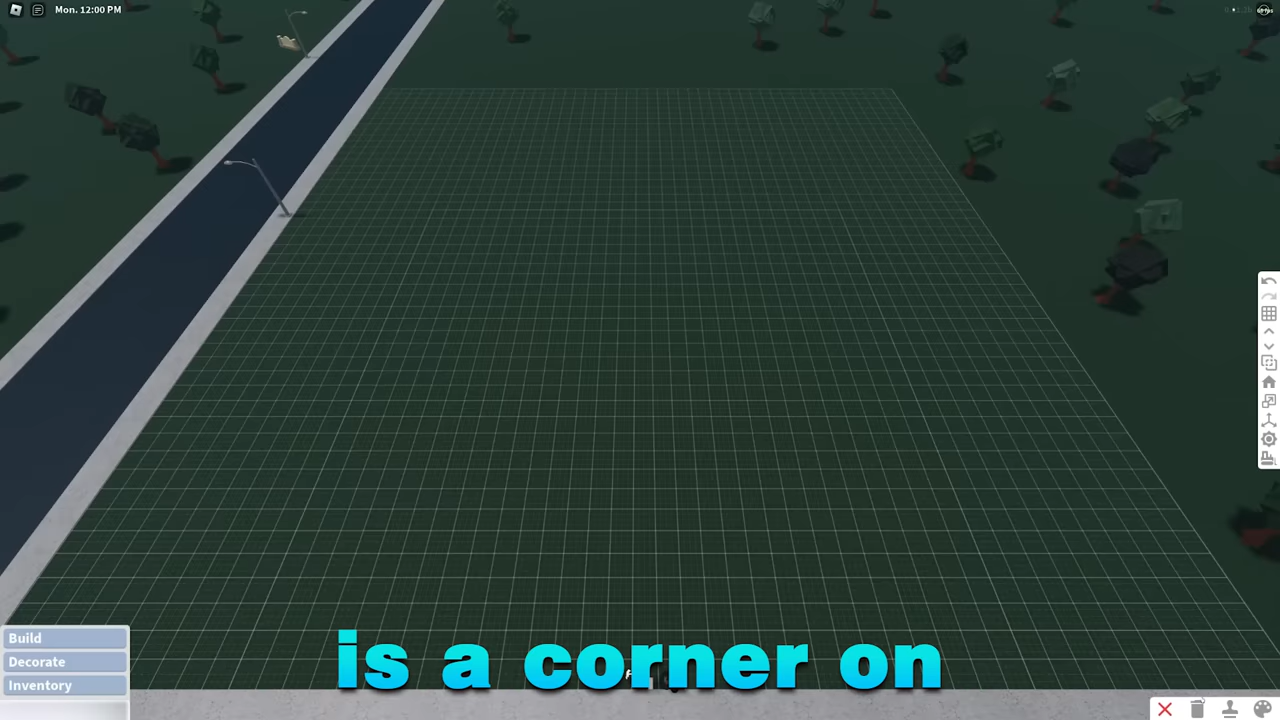 Mon. 12:00 PM
Build
Decorate
Inventory
is a corner on